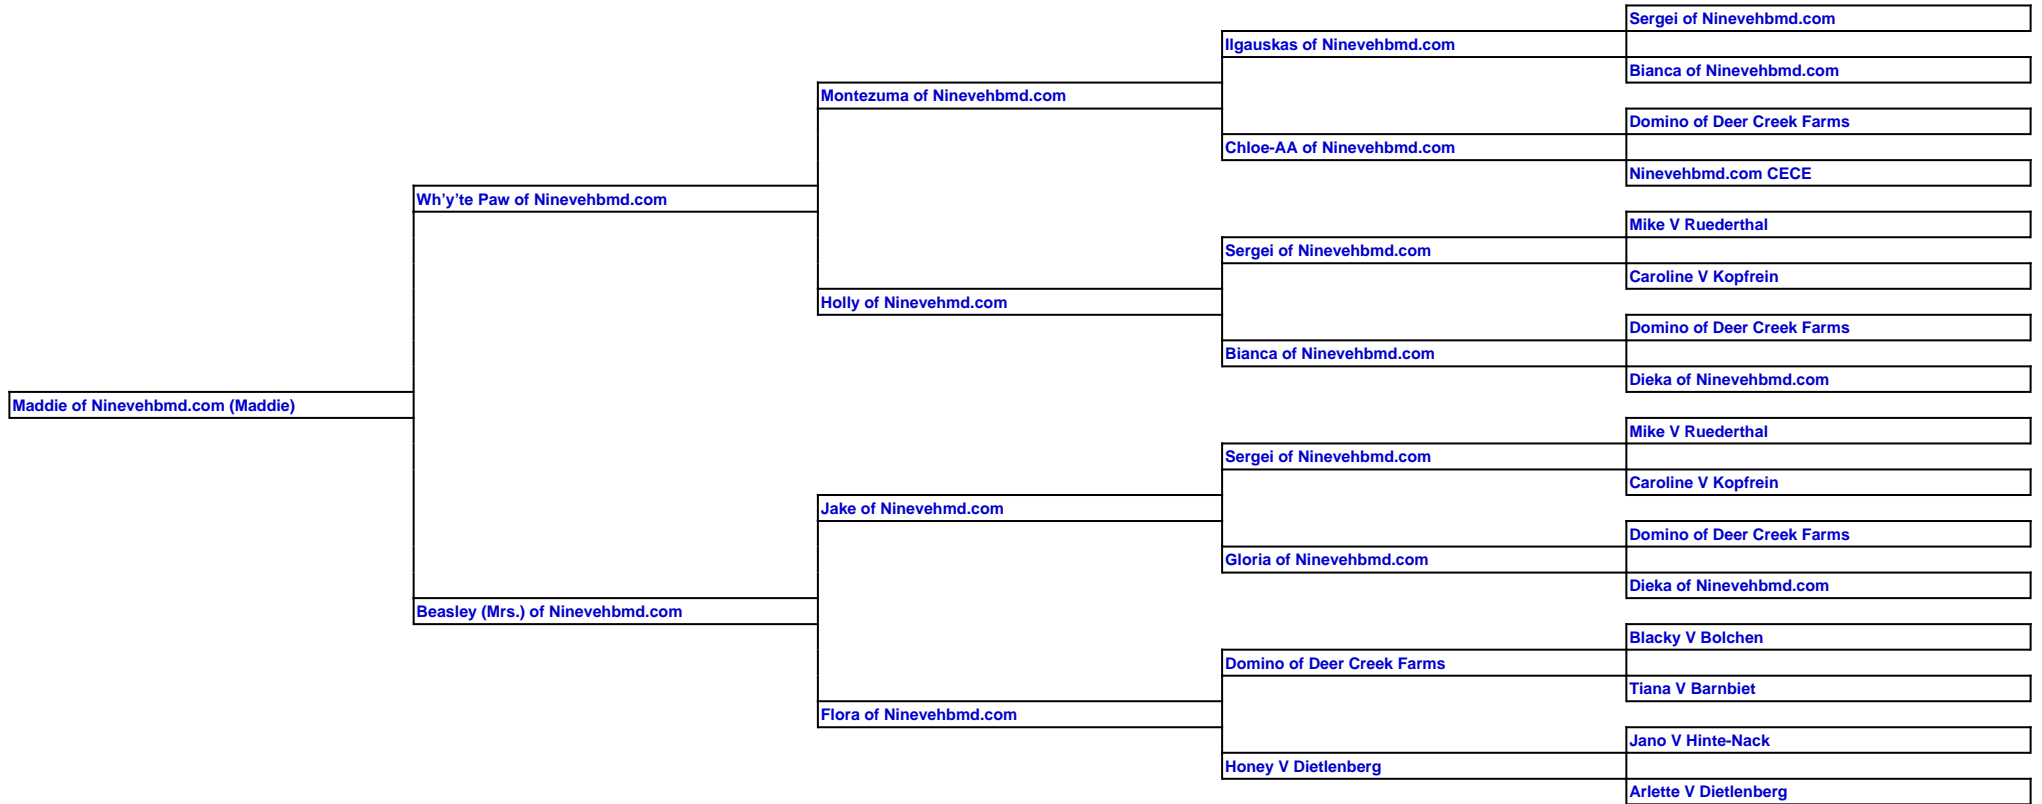 Sergei of Ninevehbmd.com
Ilgauskas of Ninevehbmd.com
Bianca of Ninevehbmd.com
Montezuma of Ninevehbmd.com
Domino of Deer Creek Farms
Chloe-AA of Ninevehbmd.com
Ninevehbmd.com CECE
Wh’y’te Paw of Ninevehbmd.com
Mike V Ruederthal
Sergei of Ninevehbmd.com
Caroline V Kopfrein
Holly of Ninevehmd.com
Domino of Deer Creek Farms
Bianca of Ninevehbmd.com
Dieka of Ninevehbmd.com
Maddie of Ninevehbmd.com (Maddie)
Mike V Ruederthal
Sergei of Ninevehbmd.com
Caroline V Kopfrein
Jake of Ninevehmd.com
Domino of Deer Creek Farms
Gloria of Ninevehbmd.com
Dieka of Ninevehbmd.com
Beasley (Mrs.) of Ninevehbmd.com
Blacky V Bolchen
Domino of Deer Creek Farms
Tiana V Barnbiet
Flora of Ninevehbmd.com
Jano V Hinte-Nack
Honey V Dietlenberg
Arlette V Dietlenberg